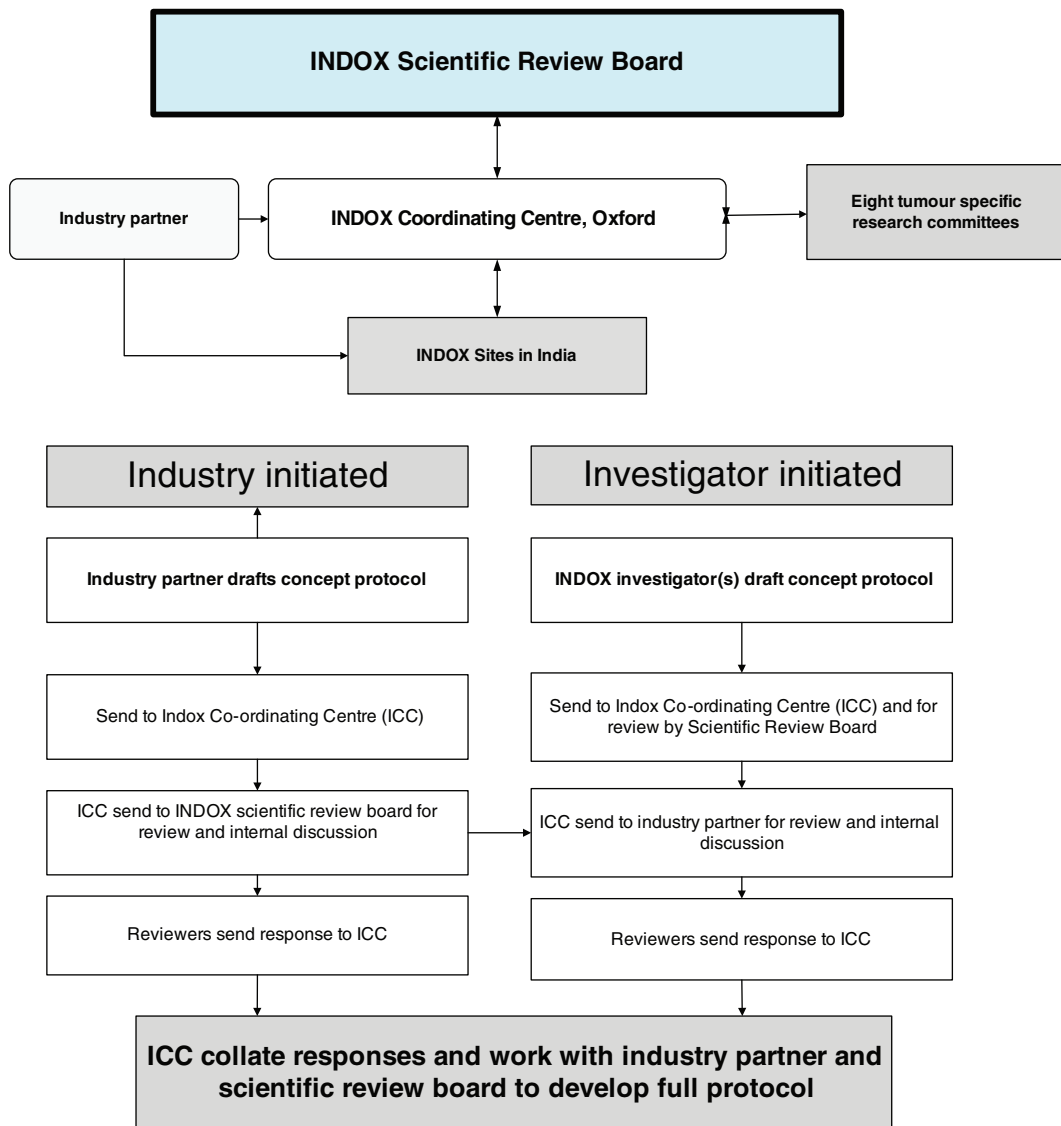 INDOX Scientific Review Board
Industry partner
INDOX Coordinating Centre, Oxford
Eight tumour specific
research committees
INDOX Sites in India
Industry initiated
Investigator initiated
Industry partner drafts concept protocol
INDOX investigator(s) draft concept protocol
Send to Indox Co-ordinating Centre (ICC)
Send to Indox Co-ordinating Centre (ICC) and for
review by Scientific Review Board
ICC send to INDOX scientific review board for
review and internal discussion
ICC send to industry partner for review and internal
discussion
Reviewers send response to ICC
Reviewers send response to ICC
ICC collate responses and work with industry partner and
scientific review board to develop full protocol